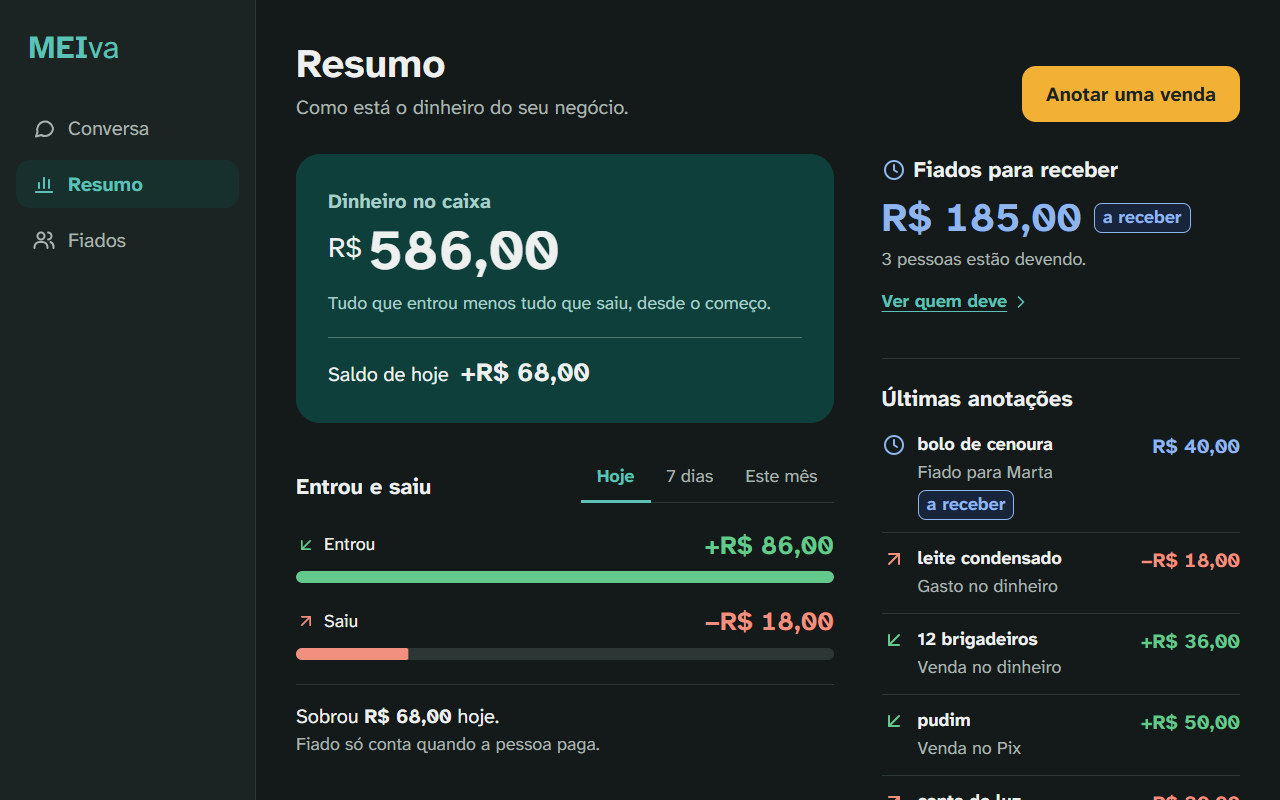 MEIva
Conversa
Resumo
Fiados
Resumo
Como está o dinheiro do seu negócio.
Anotar uma venda
Dinheiro no caixa
R$ 586,00
Tudo que entrou menos tudo que saiu, desde o começo.
Saldo de hoje +R$ 68,00
Entrou e saiu
Hoje 7 dias Este mês
Entrou +R$ 86,00
Saiu –R$ 18,00
Sobrou R$ 68,00 hoje.
Fiado só conta quando a pessoa paga.
Fiados para receber
R$ 185,00 a receber
3 pessoas estão devendo.
Ver quem deve
Últimas anotações
bolo de cenoura R$ 40,00
Fiado para Marta
a receber
leite condensado –R$ 18,00
Gasto no dinheiro
12 brigadeiros +R$ 36,00
Venda no dinheiro
pudim +R$ 50,00
Venda no Pix